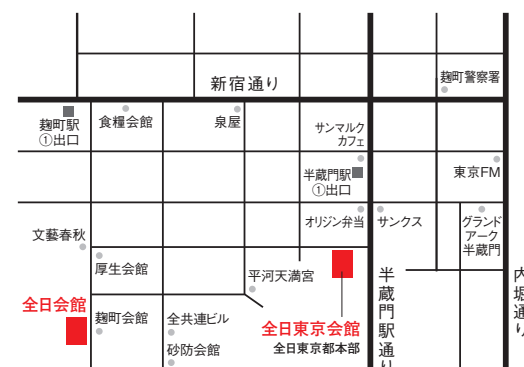 新宿通り
麹町警察署
麹町駅
①出口
食糧会館
泉屋
サンマルク
カフェ
半蔵門駅
①出口
東京FM
オリジン弁当
サンクス
グランド
アーク
半蔵門
文藝春秋
厚生会館
平河天満宮
半蔵門駅通り
内堀通り
全日会館
麹町会館
全共連ビル
砂防会館
全日東京会館
全日東京都本部